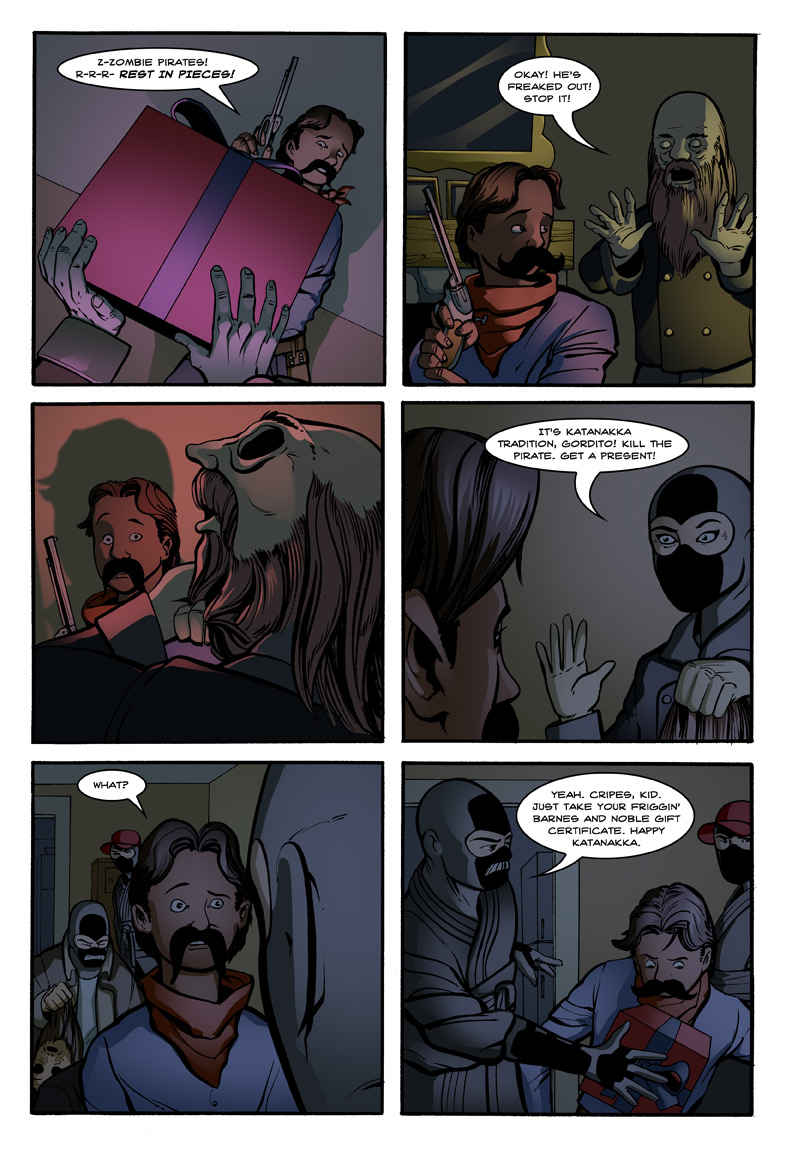 Z-ZOMBIE PIRATES!
R-R-R- REST IN PIECES!
OKAY! HE'S
FREAKED OUT!
STOP IT!
IT'S KATANAKKA
TRADITION, GORDITO! KILL THE
PIRATE. GET A PRESENT!
WHAT?
YEAH. CRIPES, KID.
JUST TAKE YOUR FRIGGIN'
BARNES AND NOBLE GIFT
CERTIFICATE. HAPPY
KATANAKKA.